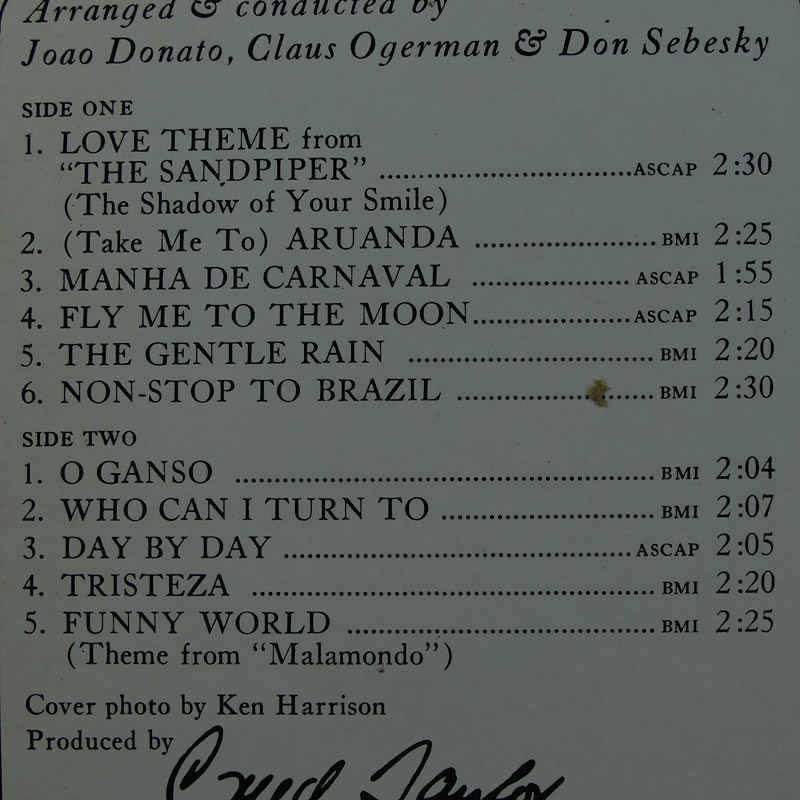 Arranged & conducted by
Joao Donato, Claus Ogerman & Don Sebesky
SIDE ONE
1. LOVE THEME from
"THE SANDPIPER" ................................ASCAP 2:30
(The Shadow of Your Smile)
2. (Take Me To) ARUANDA ....................... BMI 2:25
3. MANHA DE CARNAVAL .................... ASCAP 1:55
4. FLY ME TO THE MOON....................ASCAP 2:15
5. THE GENTLE RAIN ............................... BMI 2:20
6. NON-STOP TO BRAZIL ......................... BMI 2:30
SIDE TWO
1. O GANSO ..................................................... BMI 2:04
2. WHO CAN I TURN TO ........................... BMI 2:07
3. DAY BY DAY ............................................ASCAP 2:05
4. TRISTEZA ................................................... BMI 2:20
5. FUNNY WORLD ....................................... BMI 2:25
(Theme from "Malamondo")
Cover photo by Ken Harrison
Produced by Creed Taylor